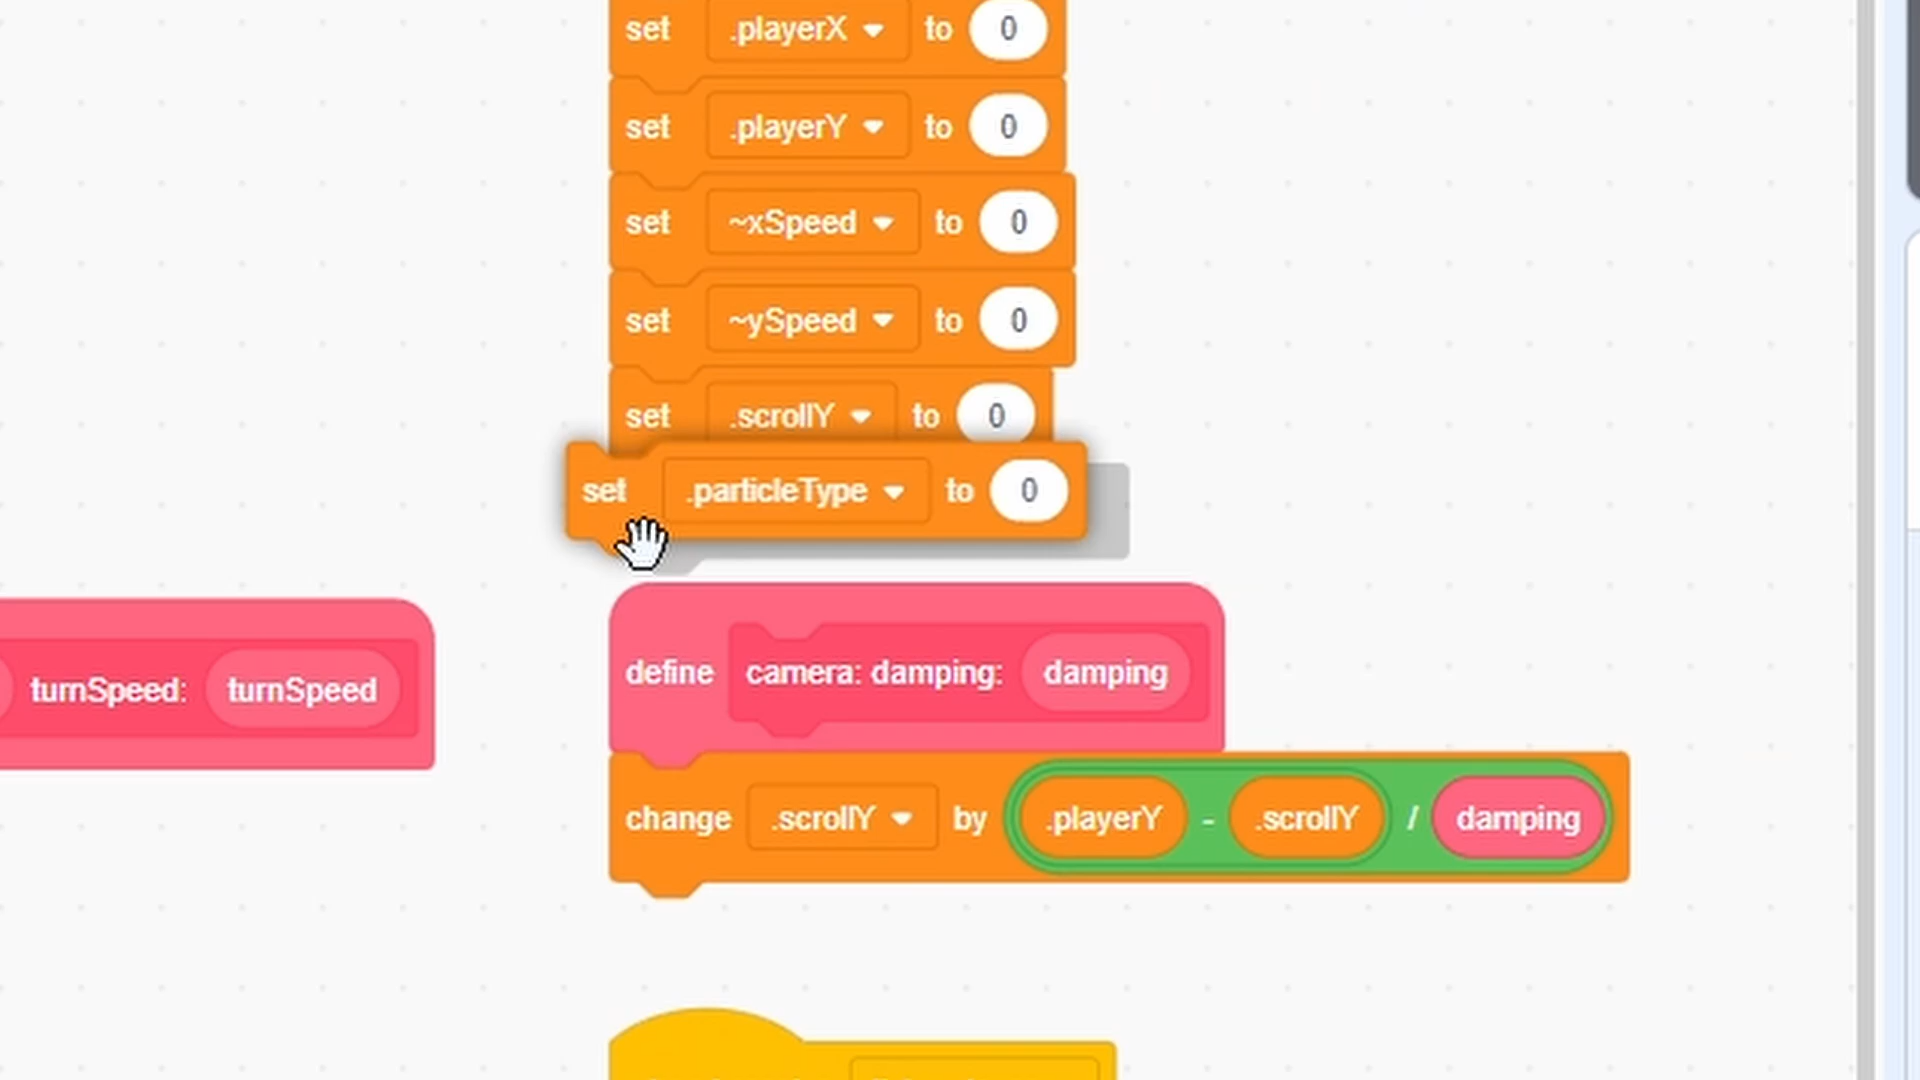 set .playerX to 0
set .playerY to 0
set ~xSpeed to 0
set ~ySpeed to 0
set .scrollY to 0
set .particleType to 0
turnSpeed: turnSpeed
define camera: damping: damping
change .scrollY by .playerY - .scrollY / damping